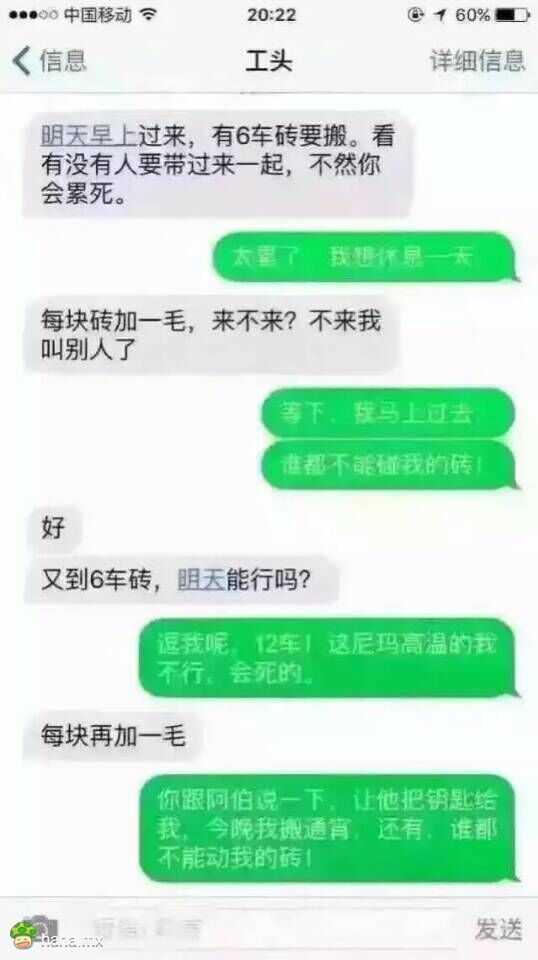 中国移动 20:22 60%
信息 工头 详细信息
明天早上过来，有6车砖要搬。看
有没有人要带过来一起，不然你
会累死。
太累了 我想休息一天
每块砖加一毛，来不来？不来我
叫别人了
等下，我马上过去
谁都不能碰我的砖！
好
又到6车砖，明天能行吗？
逗我呢，12车！这尼玛高温的我
不行，会死的。
每块再加一毛
你跟阿伯说一下，让他把钥匙给
我，今晚我搬通宵，还有，谁都
不能动我的砖！
发送